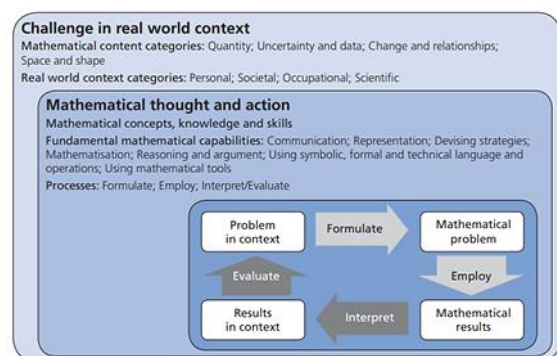 Challenge in real world context
Mathematical content categories: Quantity; Uncertainty and data; Change and relationships;
Space and shape
Real world context categories: Personal; Societal; Occupational; Scientific
Mathematical thought and action
Mathematical concepts, knowledge and skills
Fundamental mathematical capabilities: Communication; Representation; Devising strategies;
Mathematisation; Reasoning and argument; Using symbolic, formal and technical language and
operations; Using mathematical tools
Processes: Formulate; Employ; Interpret/Evaluate
Problem
in context
Formulate
Mathematical
problem
Evaluate
Employ
Results
in context
Interpret
Mathematical
results